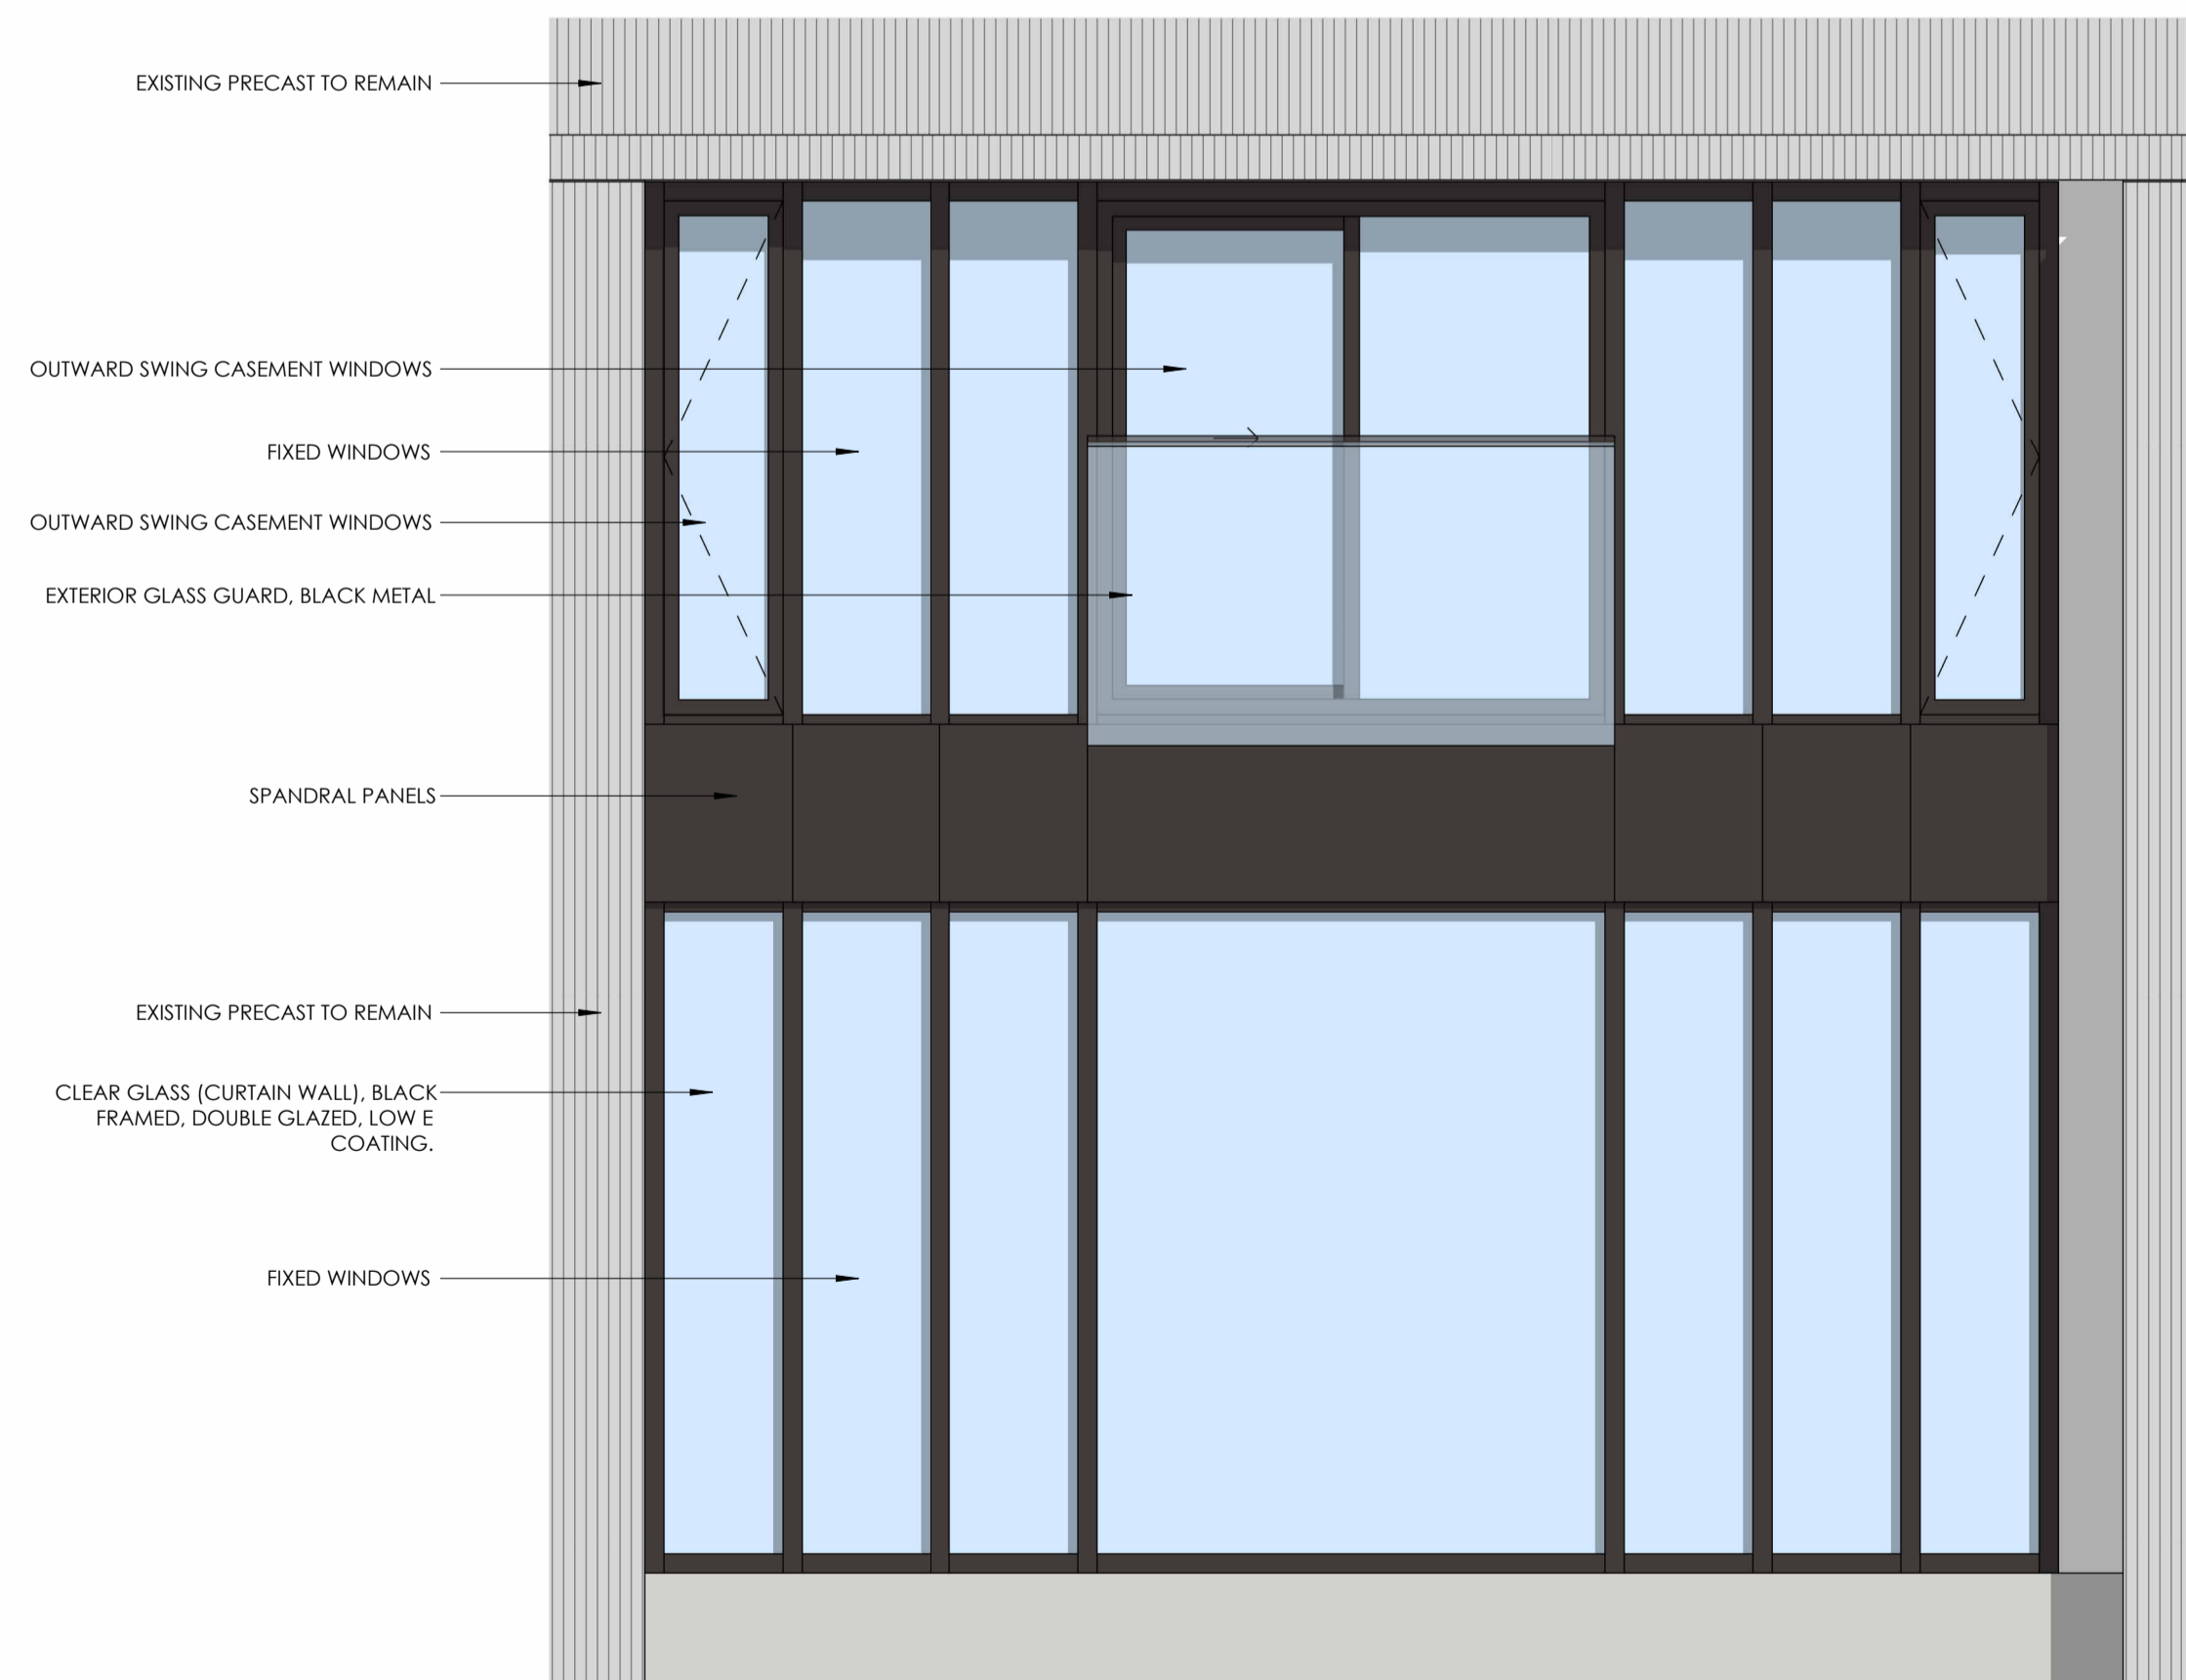 EXISTING PRECAST TO REMAIN
OUTWARD SWING CASEMENT WINDOWS
FIXED WINDOWS
OUTWARD SWING CASEMENT WINDOWS
EXTERIOR GLASS GUARD, BLACK METAL
SPANDRAL PANELS
EXISTING PRECAST TO REMAIN
CLEAR GLASS (CURTAIN WALL), BLACK
FRAMED, DOUBLE GLAZED, LOW E
COATING.
FIXED WINDOWS